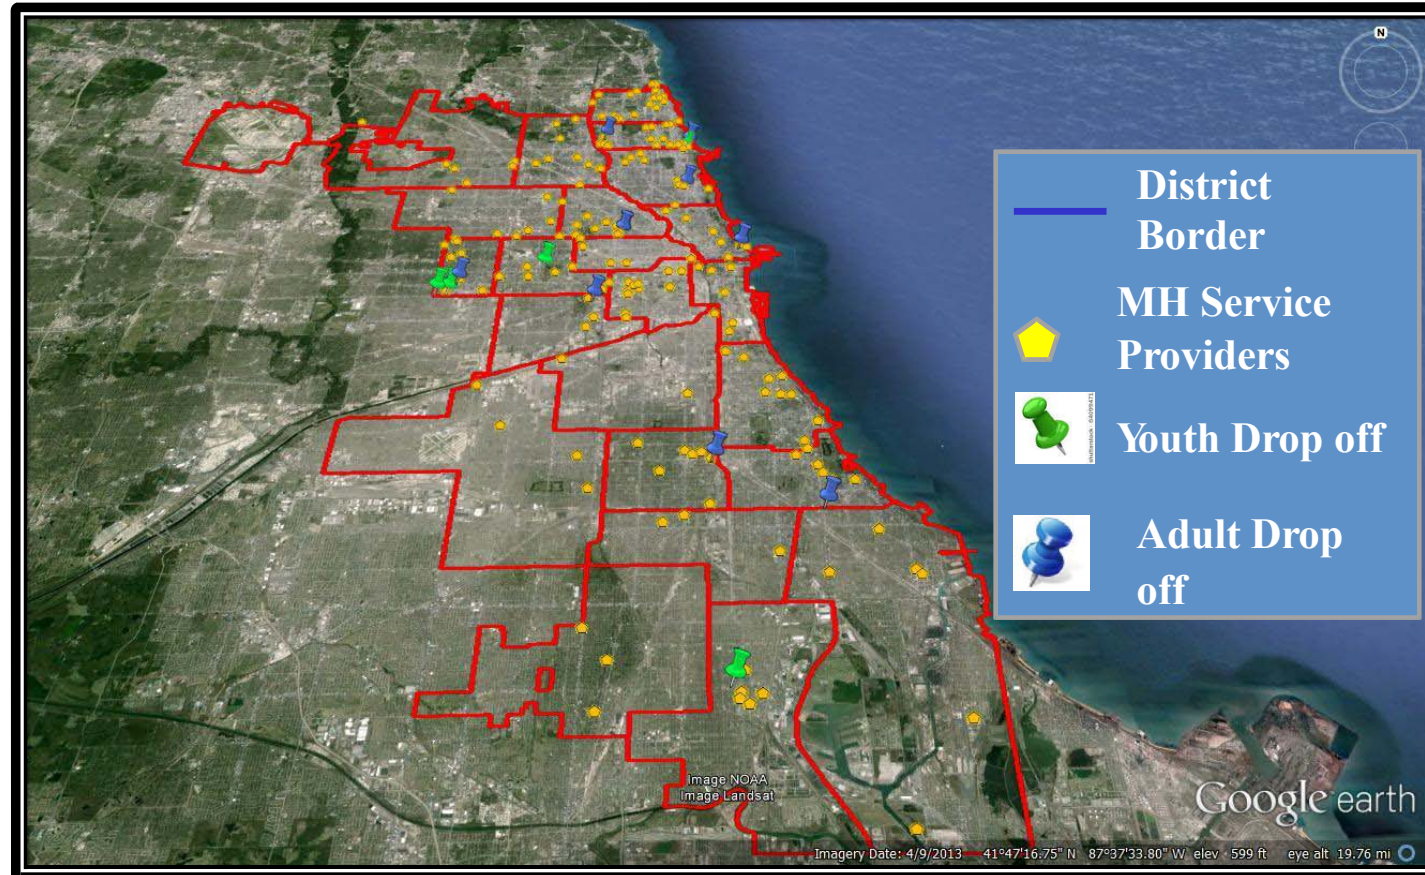 N
District
Border
MH Service
Providers
Youth Drop off
Adult Drop
off
Image NOAA
Image Landsat
Google earth
Imagery Date: 4/9/2013 41°47'16.75" N 87°37'33.80" W elev 599 ft eye alt 19.76 mi